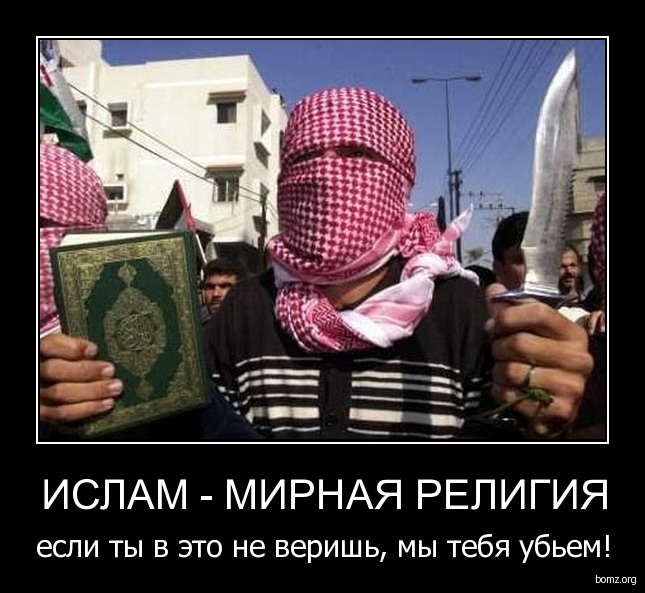 ИСЛАМ - МИРНАЯ РЕЛИГИЯ
если ты в это не веришь, мы тебя убьем!
bomz.org